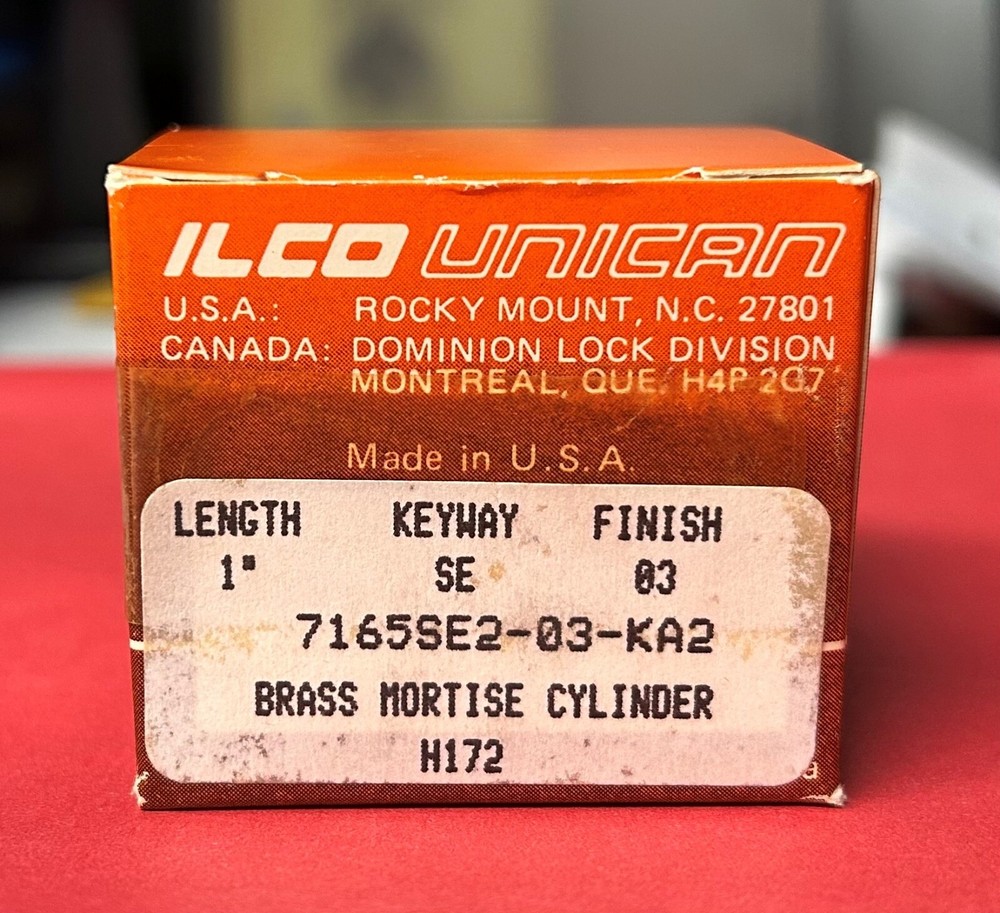 ILCO UNICAN
U.S.A.: ROCKY MOUNT, N.C. 27801
CANADA: DOMINION LOCK DIVISION
MONTREAL, QUE. H4P 2G7
Made in U.S.A.
LENGTH KEYWAY FINISH
1" SE 03
7165SE2-03-KA2
BRASS MORTISE CYLINDER
H172